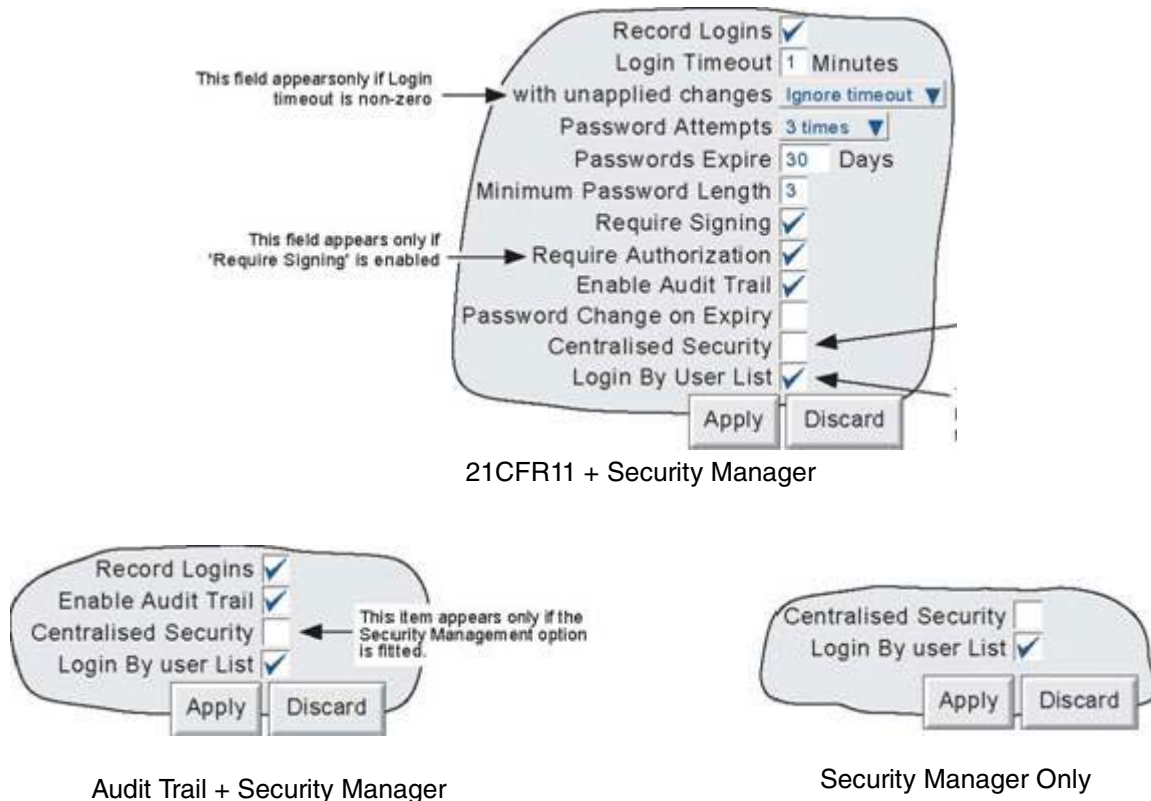 Record Logins
Login Timeout 1 Minutes
This field appearsonly if Login
timeout is non-zero
with unapplied changes Ignore timeout
Password Attempts 3 times
Passwords Expire 30 Days
Minimum Password Length 3
Require Signing
This field appears only if
'Require Signing' is enabled
Require Authorization
Enable Audit Trail
Password Change on Expiry
Centralised Security
Login By User List
Apply Discard
21CFR11 + Security Manager
Record Logins
Enable Audit Trail
Centralised Security
Login By user List
Apply Discard
This item appears only if the
Security Management option
is fitted.
Audit Trail + Security Manager
Centralised Security
Login By user List
Apply Discard
Security Manager Only